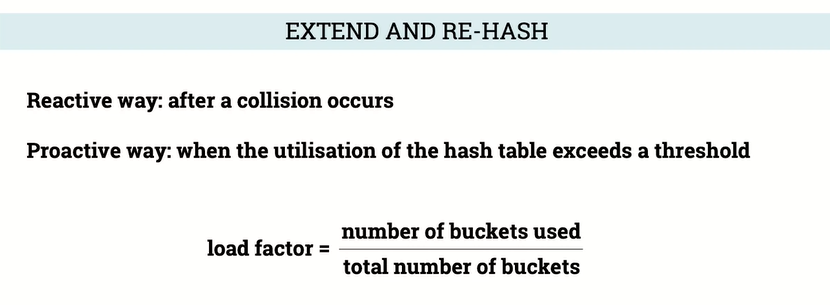 EXTEND AND RE-HASH
Reactive way: after a collision occurs
Proactive way: when the utilisation of the hash table exceeds a threshold
load factor =
number of buckets used
total number of buckets